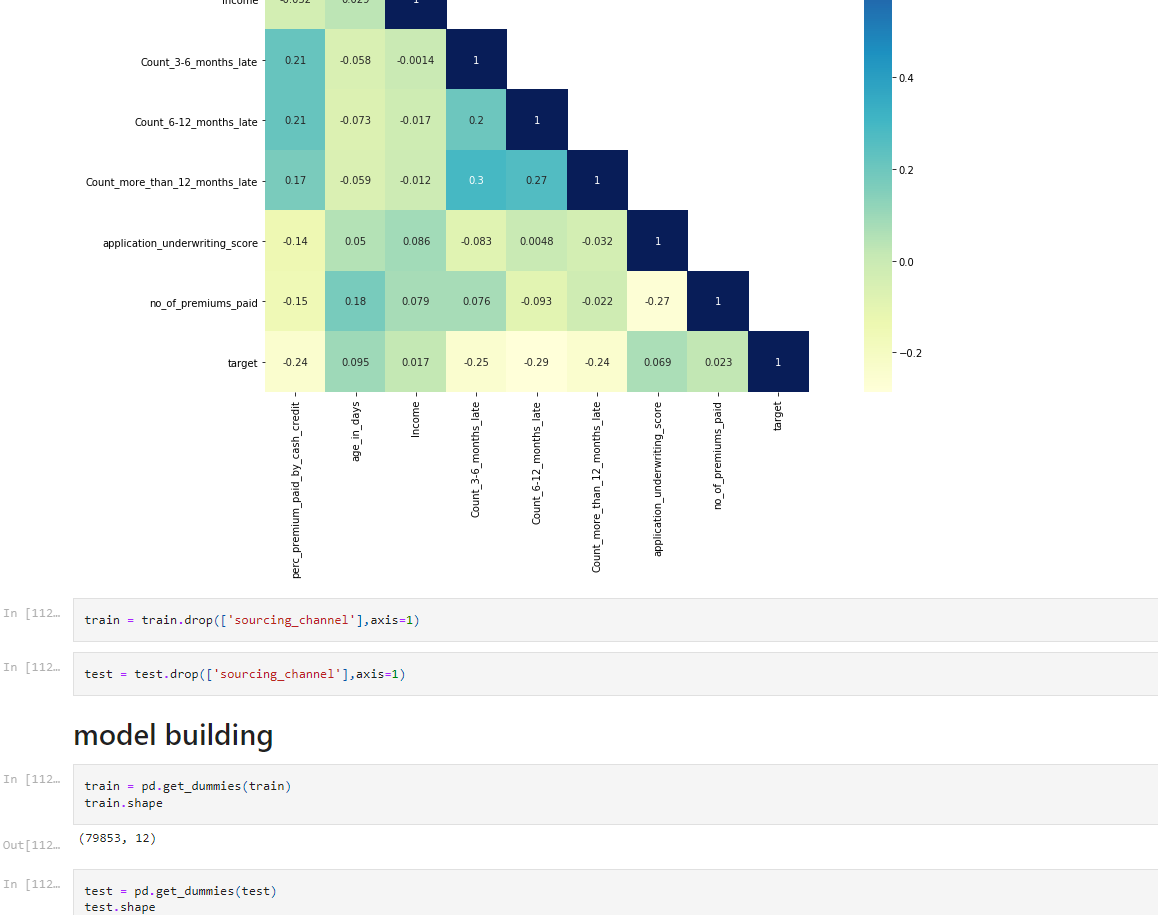 Income -0.032 0.029 1
Count_3-6_months_late 0.21 -0.058 -0.0014 1
0.4
Count_6-12_months_late 0.21 -0.073 -0.017 0.2 1
Count_more_than_12_months_late 0.17 -0.059 -0.012 0.3 0.27 1
0.2
application_underwriting_score -0.14 0.05 0.086 -0.083 0.0048 -0.032 1
0.0
no_of_premiums_paid -0.15 0.18 0.079 0.076 -0.093 -0.022 -0.27 1
−0.2
target -0.24 0.095 0.017 -0.25 -0.29 -0.24 0.069 0.023 1
perc_premium_paid_by_cash_credit
age_in_days
Income
Count_3-6_months_late
Count_6-12_months_late
Count_more_than_12_months_late
application_underwriting_score
no_of_premiums_paid
target
In [112… train = train.drop(['sourcing_channel'],axis=1)
In [112… test = test.drop(['sourcing_channel'],axis=1)
model building
In [112… train = pd.get_dummies(train)
train.shape
Out[112… (79853, 12)
In [112… test = pd.get_dummies(test)
test.shape